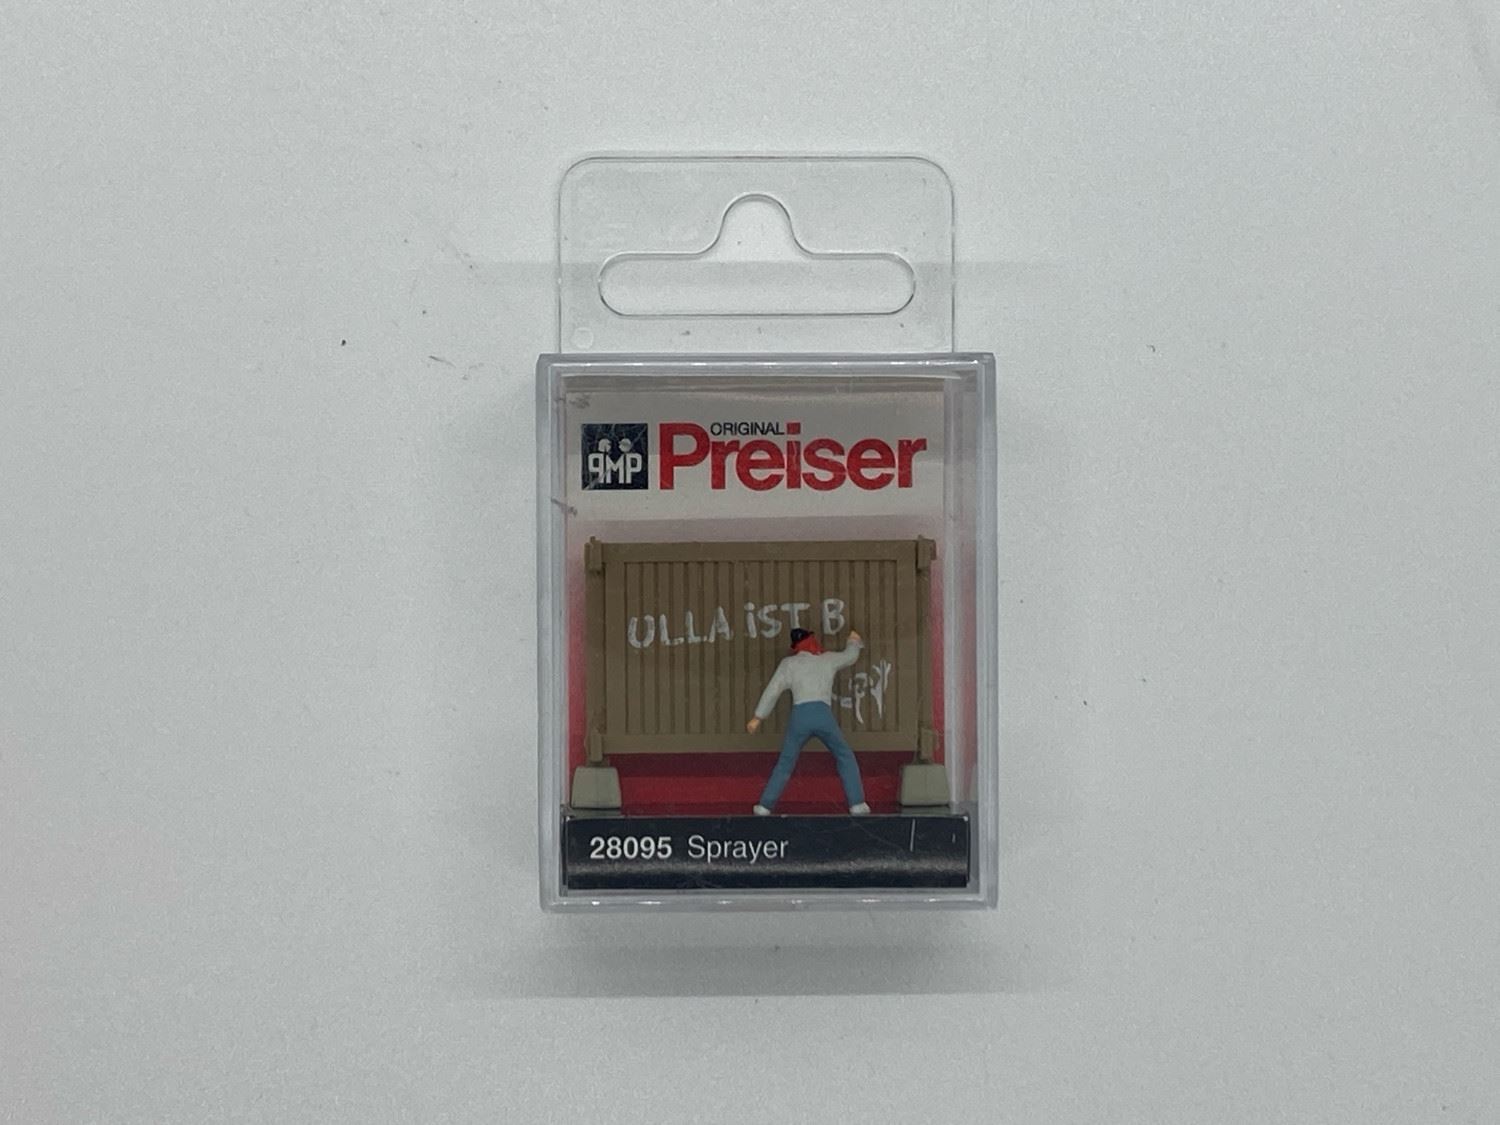 ORIGINAL
PMP Preiser
ULLA iST B
28095 Sprayer